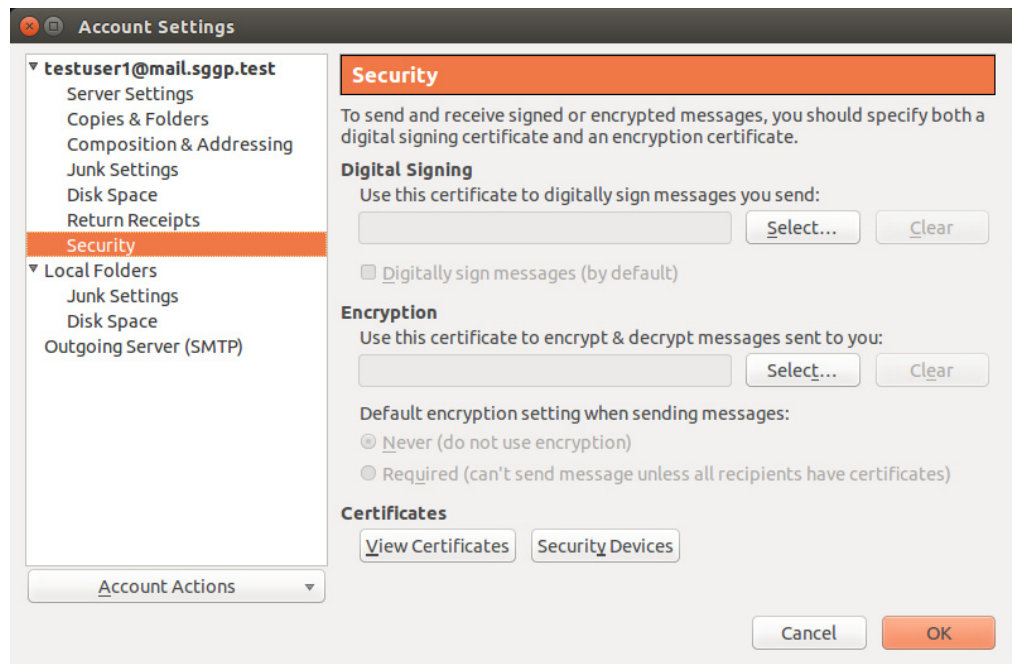 Account Settings
testuser1@mail.sggp.test
Server Settings
Copies & Folders
Composition & Addressing
Junk Settings
Disk Space
Return Receipts
Security
Local Folders
Junk Settings
Disk Space
Outgoing Server (SMTP)
Account Actions
Security
To send and receive signed or encrypted messages, you should specify both a
digital signing certificate and an encryption certificate.
Digital Signing
Use this certificate to digitally sign messages you send:
Select... Clear
Digitally sign messages (by default)
Encryption
Use this certificate to encrypt & decrypt messages sent to you:
Select... Clear
Default encryption setting when sending messages:
Never (do not use encryption)
Required (can't send message unless all recipients have certificates)
Certificates
View Certificates Security Devices
Cancel OK